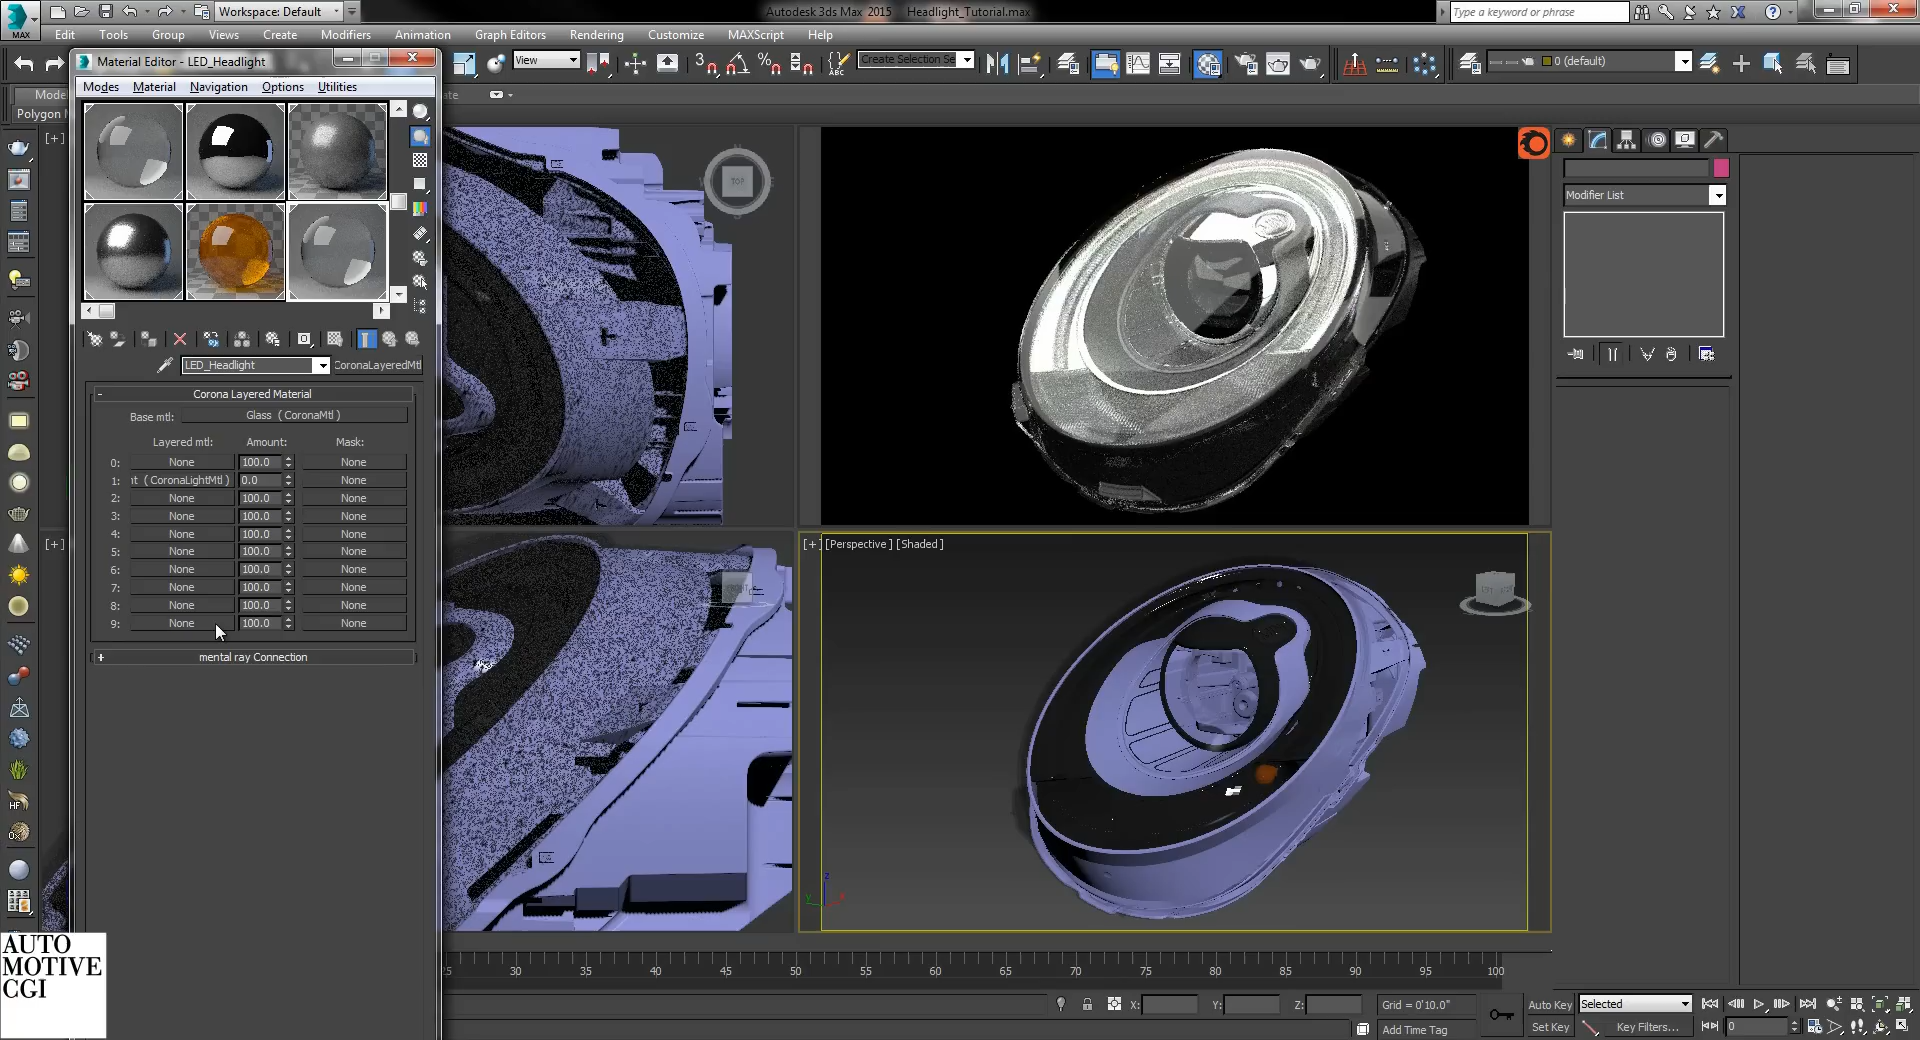 MAX
Workspace: Default
Autodesk 3ds Max 2015 Headlight_Tutorial.max
Type a keyword or phrase
Edit Tools Group Views Create Modifiers Animation Graph Editors Rendering Customize MAXScript Help
Material Editor - LED_Headlight
View
Create Selection Se
0 (default)
Modes Material Navigation Options Utilities
Polygon M
[+]
TOP
Modifier List
LED_Headlight
CoronaLayeredMtl
- Corona Layered Material
Base mtl: Glass ( CoronaMtl )
Layered mtl: Amount: Mask:
0: None 100.0 None
1: nt ( CoronaLightMtl ) 0.0 None
2: None 100.0 None
3: None 100.0 None
4: None 100.0 None
5: None 100.0 None
6: None 100.0 None
7: None 100.0 None
8: None 100.0 None
9: None 100.0 None
+ mental ray Connection
[+]
[+] [Perspective] [Shaded]
z
y x
HF
AUTO
MOTIVE
CGI
25 30 35 40 45 50 55 60 65 70 75 80 85 90 95 100
X: Y: Z: Grid = 0'10.0" Auto Key Selected
Add Time Tag Set Key Key Filters... 0